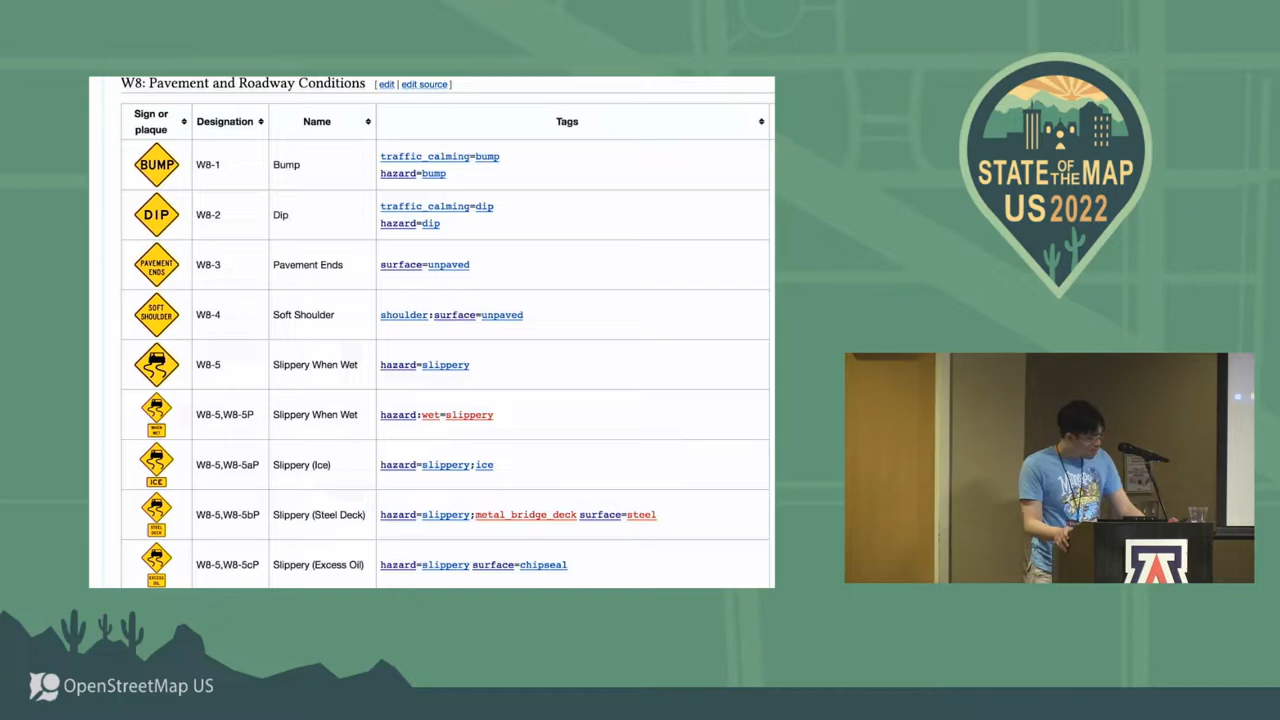 W8: Pavement and Roadway Conditions [ edit | edit source ]
Sign or plaque Designation Name Tags
BUMP W8-1 Bump traffic_calming=bump
hazard=bump
DIP W8-2 Dip traffic_calming=dip
hazard=dip
PAVEMENT ENDS W8-3 Pavement Ends surface=unpaved
SOFT SHOULDER W8-4 Soft Shoulder shoulder:surface=unpaved
W8-5 Slippery When Wet hazard=slippery
WHEN WET W8-5,W8-5P Slippery When Wet hazard:wet=slippery
ICE W8-5,W8-5aP Slippery (Ice) hazard=slippery;ice
STEEL DECK W8-5,W8-5bP Slippery (Steel Deck) hazard=slippery;metal_bridge_deck surface=steel
EXCESS OIL W8-5,W8-5cP Slippery (Excess Oil) hazard=slippery surface=chipseal
STATE OF THE MAP
US 2022
A
OpenStreetMap US